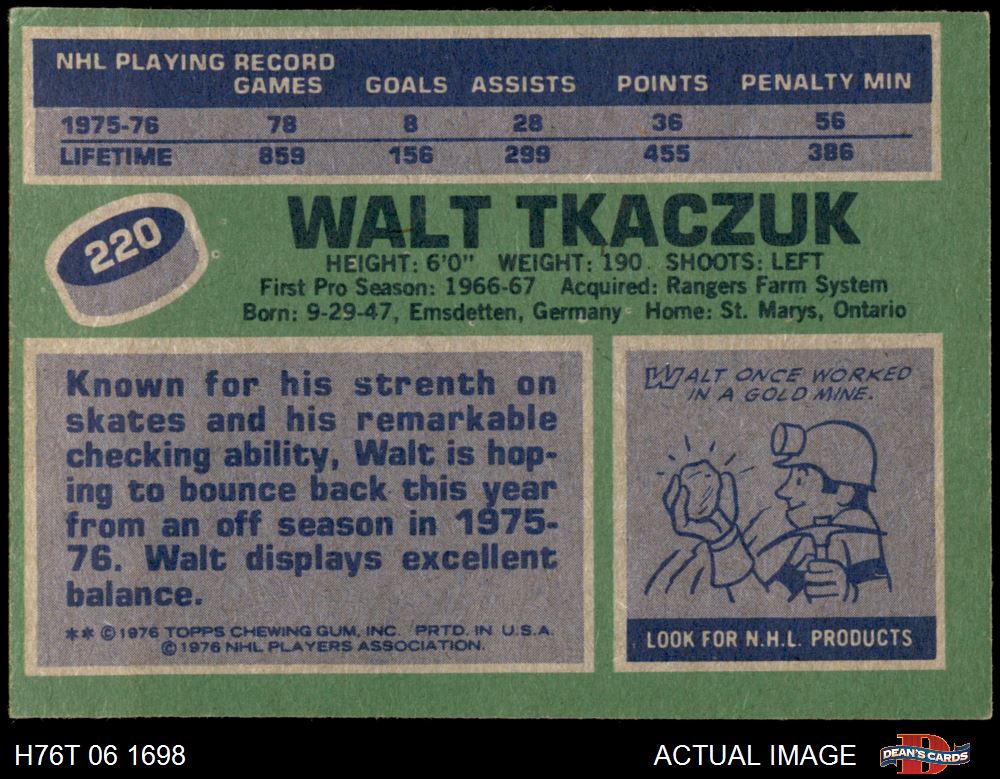 NHL PLAYING RECORD
GAMES GOALS ASSISTS POINTS PENALTY MIN
1975-76 78 8 28 36 56
LIFETIME 859 156 299 455 386
220
WALT TKACZUK
HEIGHT: 6'0" WEIGHT: 190 SHOOTS: LEFT
First Pro Season: 1966-67 Acquired: Rangers Farm System
Born: 9-29-47, Emsdetten, Germany Home: St. Marys, Ontario
Known for his strenth on
skates and his remarkable
checking ability, Walt is hop-
ing to bounce back this year
from an off season in 1975-
76. Walt displays excellent
balance.
** ©1976 TOPPS CHEWING GUM, INC. PRTD. IN U.S.A.
©1976 NHL PLAYERS ASSOCIATION.
WALT ONCE WORKED
IN A GOLD MINE.
LOOK FOR N.H.L. PRODUCTS
H76T 06 1698 ACTUAL IMAGE DEAN'S CARDS